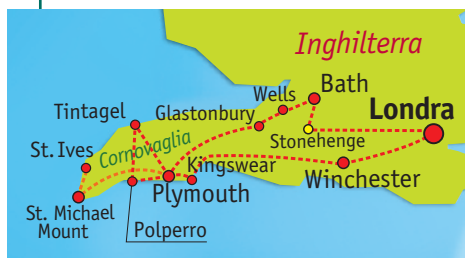 Inghilterra
Wells
Bath
Tintagel
Glastonbury
Londra
Stonehenge
St. Ives
Cornovaglia
Kingswear
Plymouth
Winchester
St. Michael
Mount
Polperro